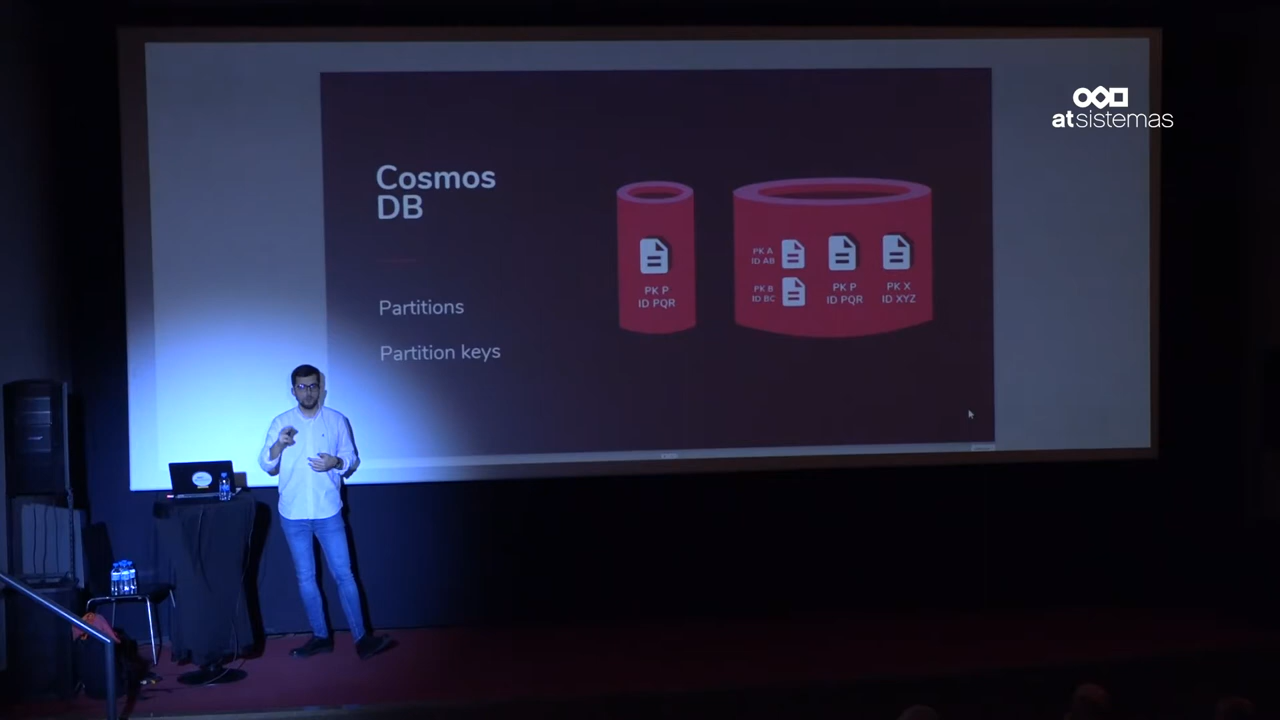 atsistemas
Cosmos
DB
Partitions
Partition keys
PK P
ID PQR
PK A
ID AB
PK B
ID BC
PK P
ID PQR
PK X
ID XYZ